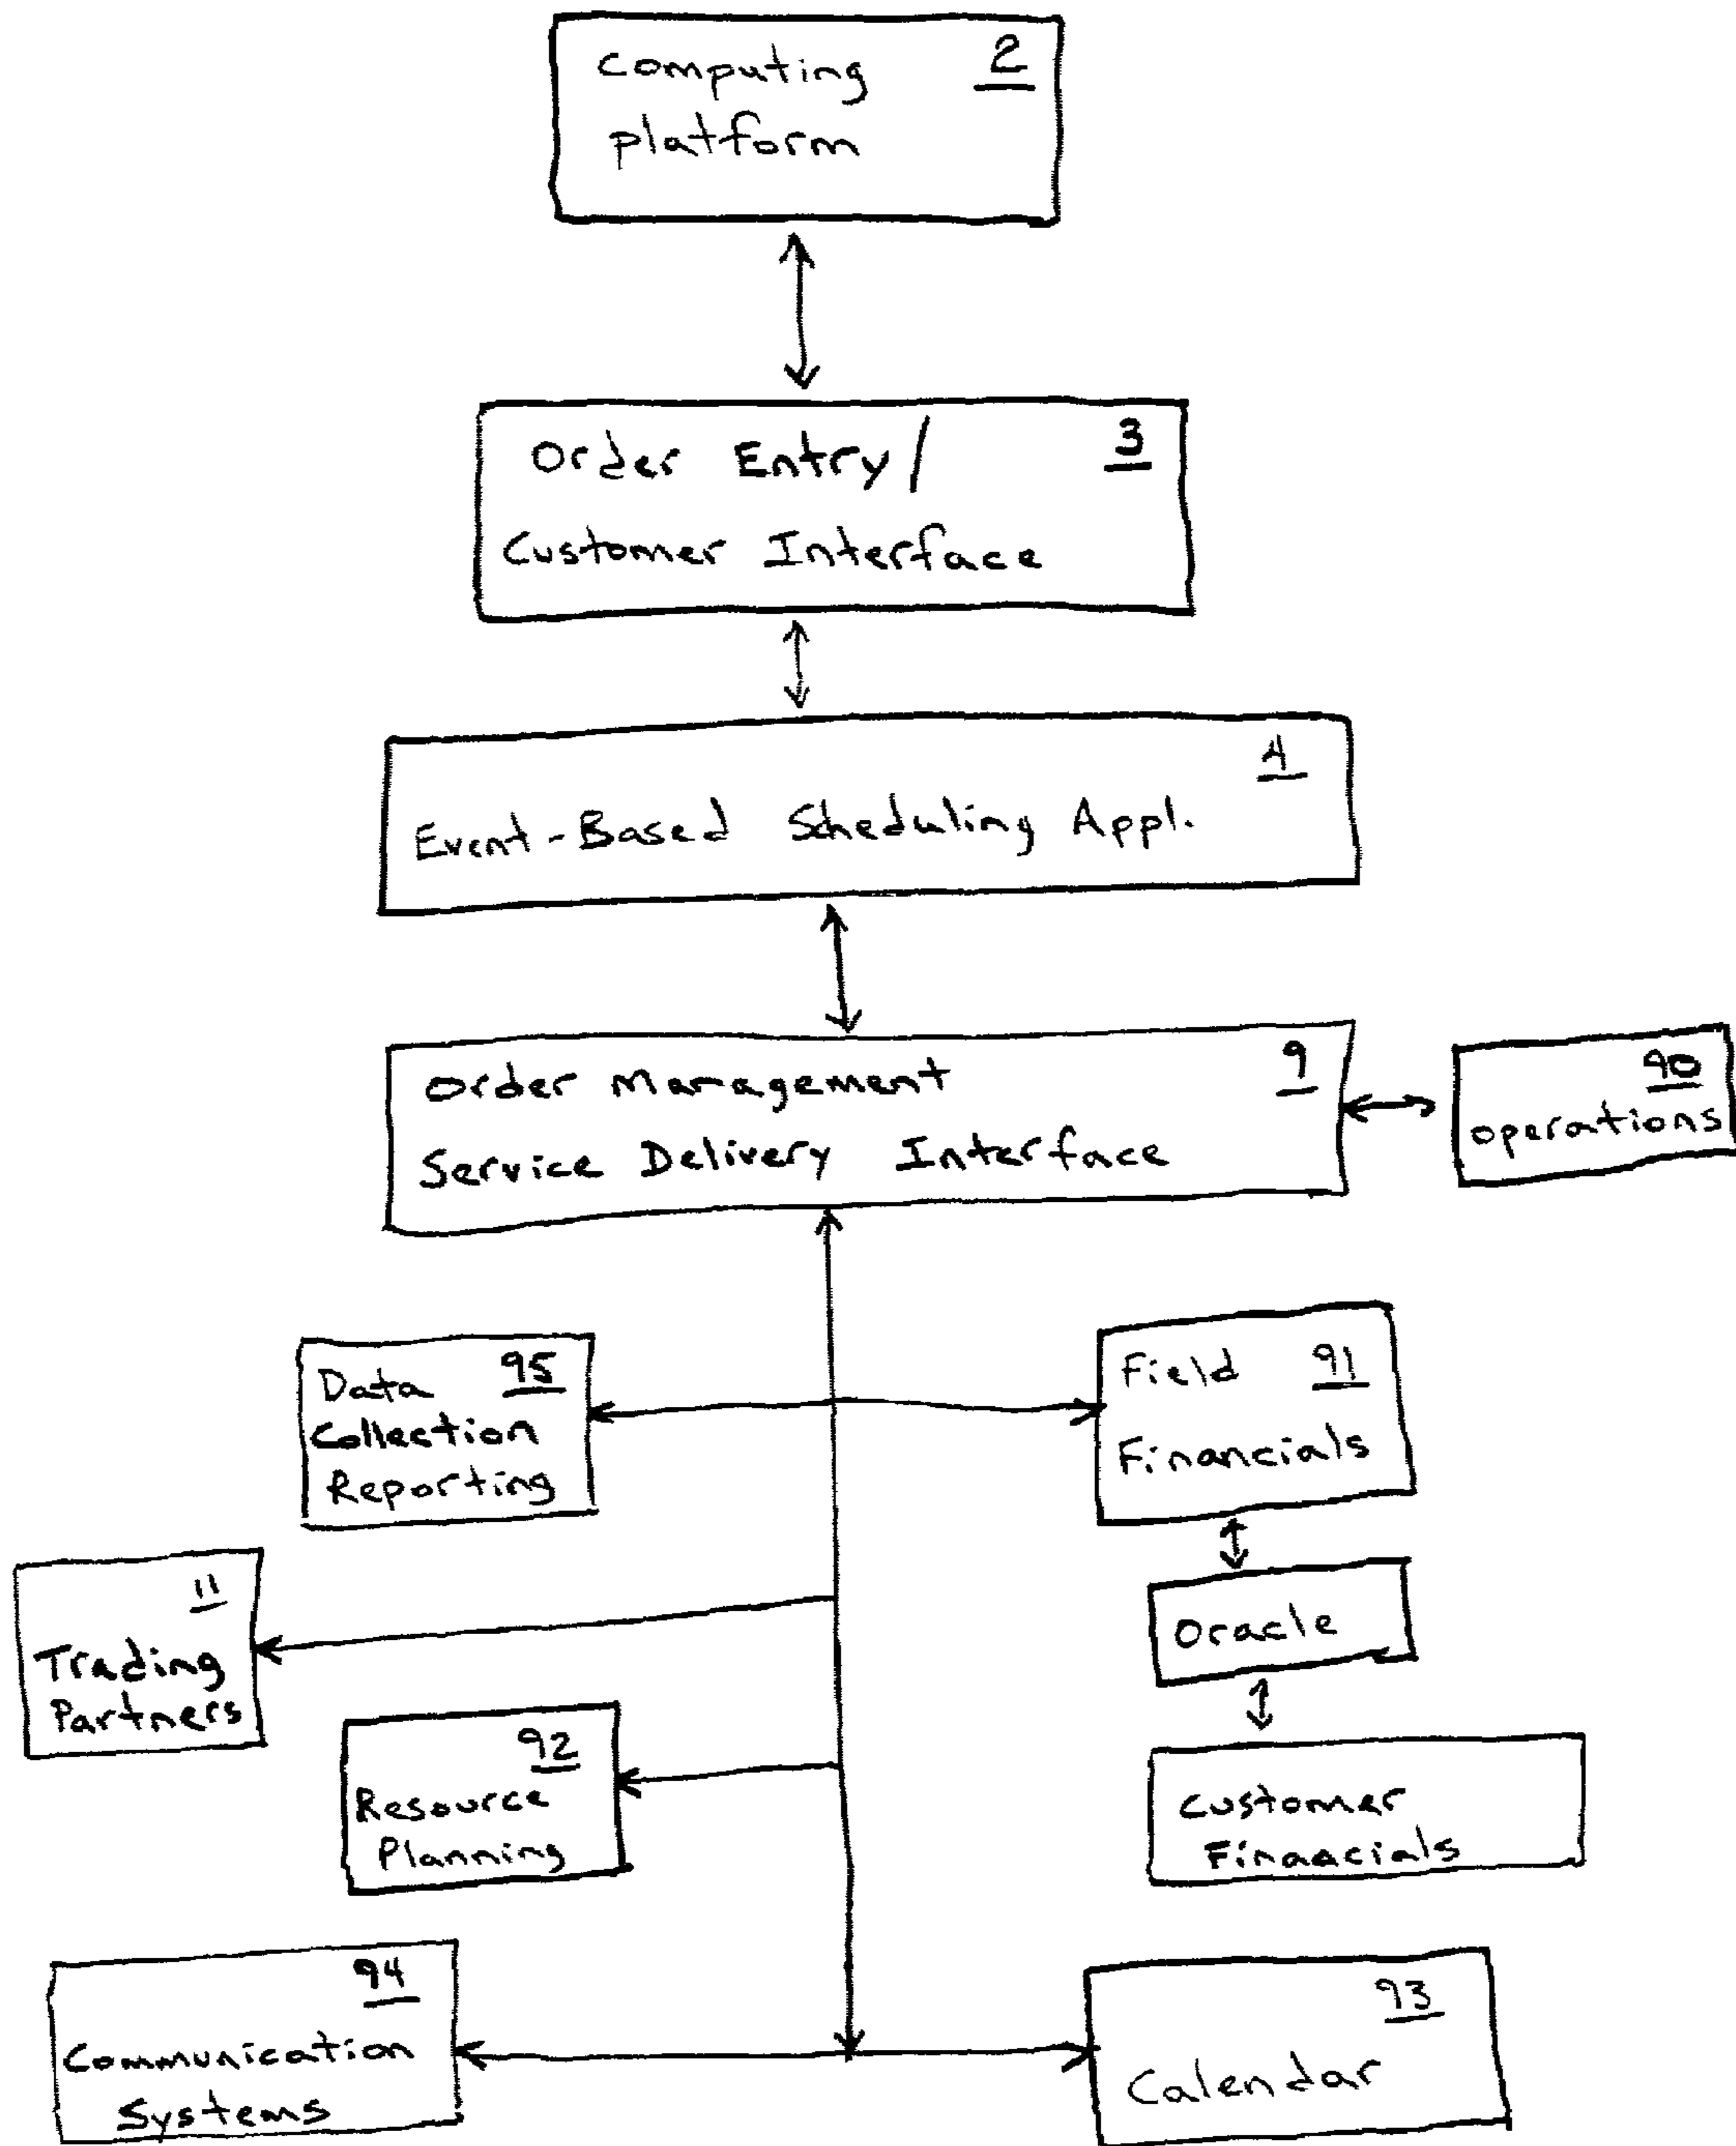 computing 2
platform
Order Entry/ 3
Customer Interface
4
Event-Based Scheduling Appl.
Order Management 9
Service Delivery Interface
90
operations
Data 95
Collection
Reporting
Field 91
Financials
11
Trading
Partners
Oracle
92
Resource
Planning
Customer
Financials
94
Communication
Systems
93
Calendar